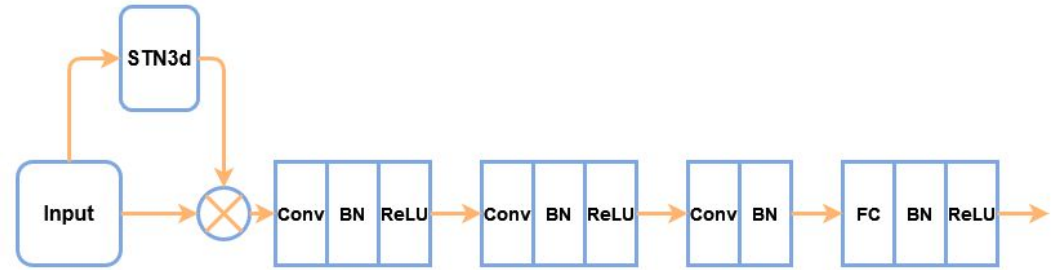 STN3d
Input
Conv BN ReLU
Conv BN ReLU
Conv BN
FC BN ReLU